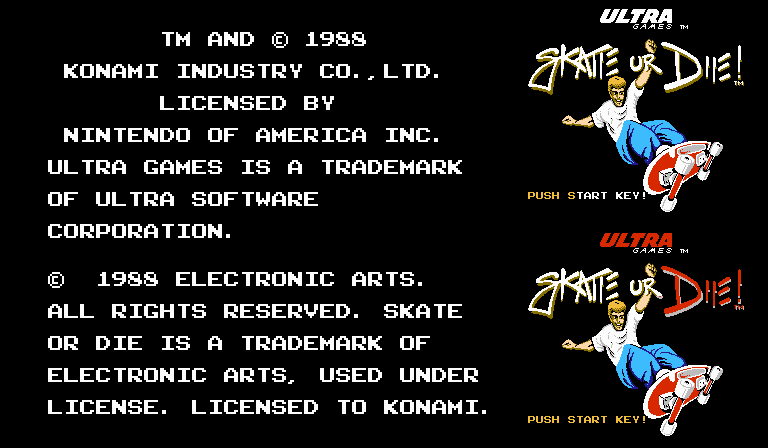 TM AND © 1988
KONAMI INDUSTRY CO.,LTD.
LICENSED BY
NINTENDO OF AMERICA INC.
ULTRA GAMES IS A TRADEMARK
OF ULTRA SOFTWARE
CORPORATION.
© 1988 ELECTRONIC ARTS.
ALL RIGHTS RESERVED. SKATE
OR DIE IS A TRADEMARK OF
ELECTRONIC ARTS, USED UNDER
LICENSE. LICENSED TO KONAMI.
ULTRA
GAMES TM
SKATE OR DIE! TM
PUSH START KEY!
ULTRA
GAMES TM
SKATE OR DIE! TM
PUSH START KEY!